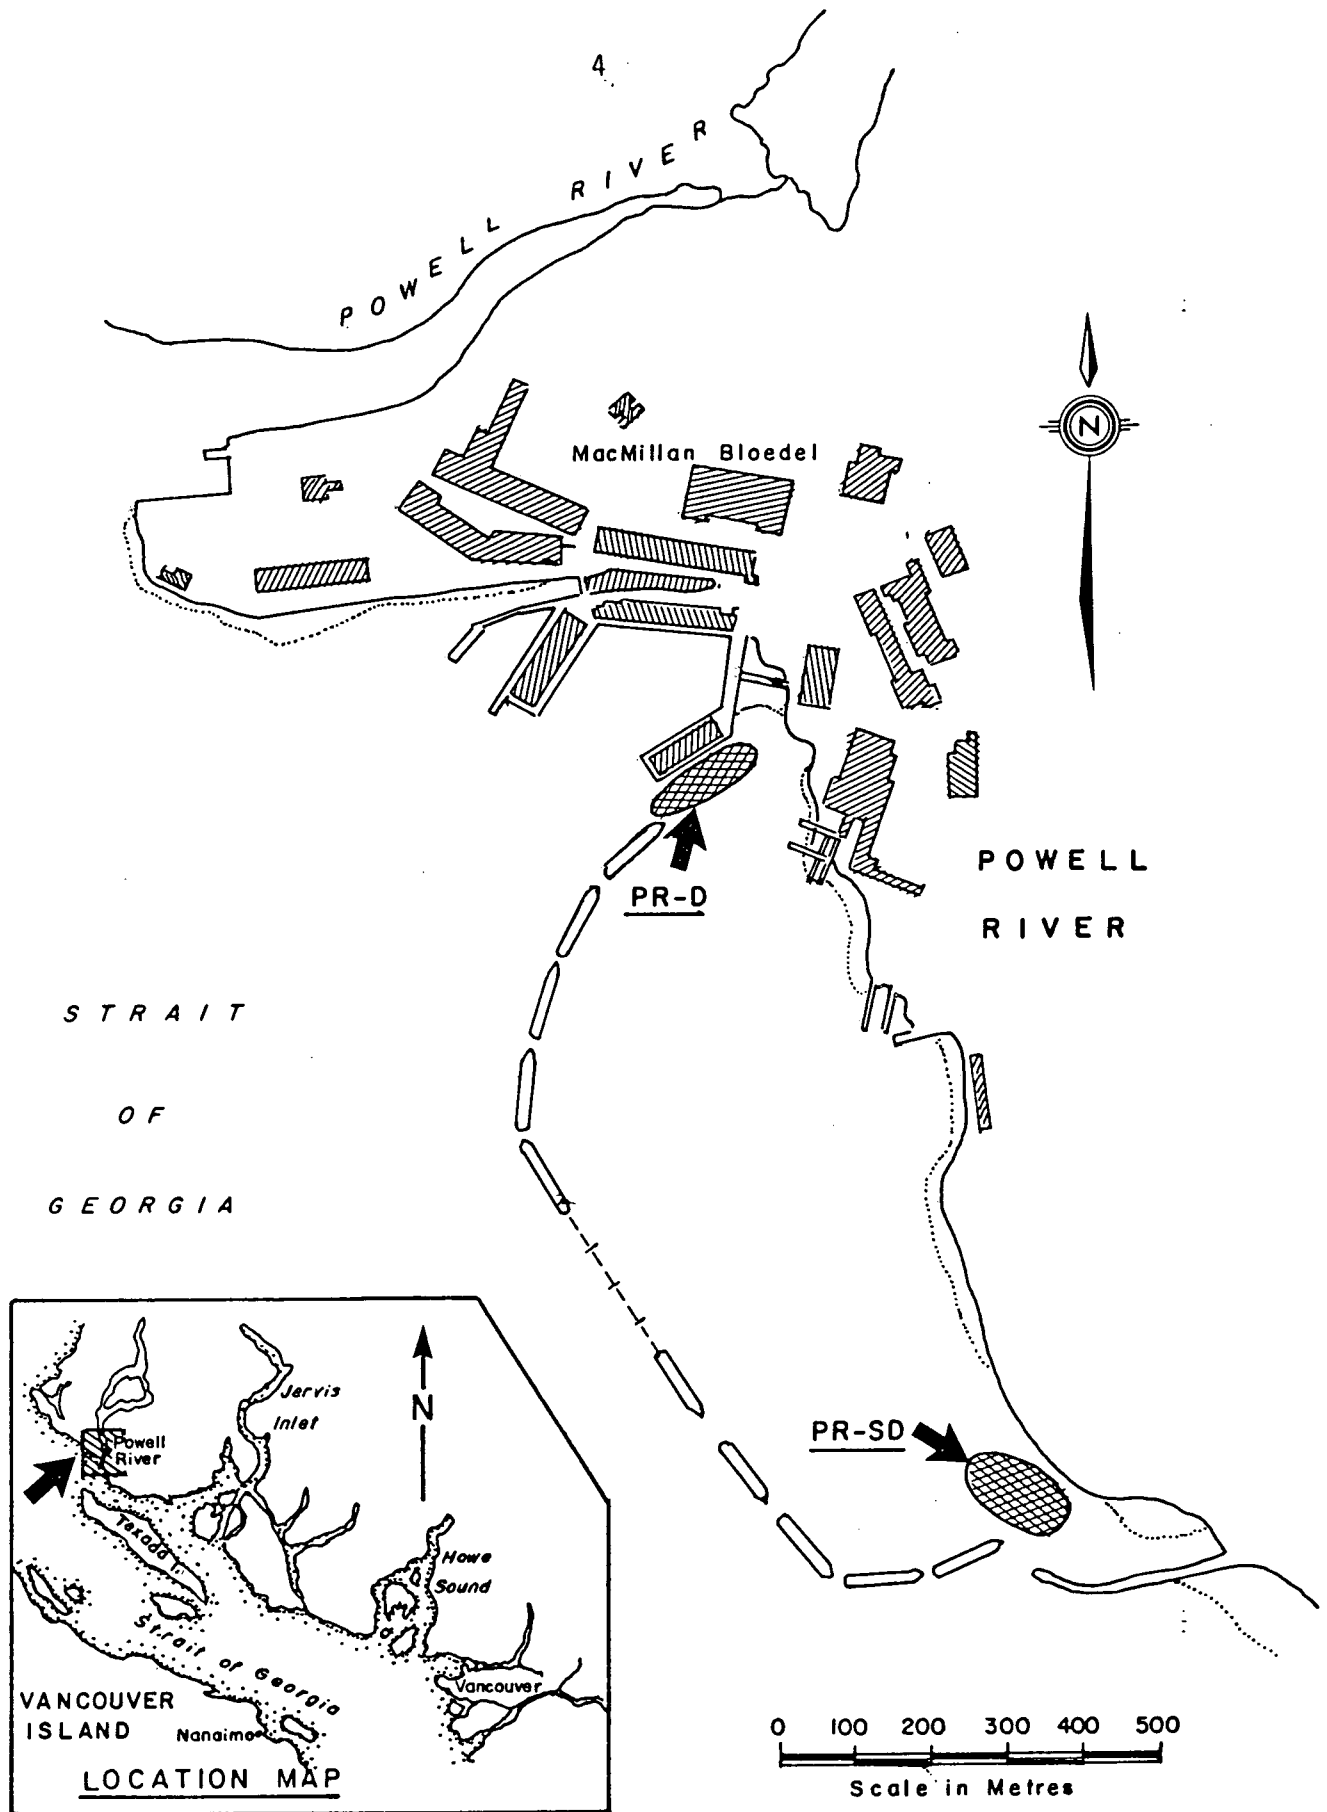 4
POWELL RIVER
MacMillan Bloedel
N
PR-D
POWELL
RIVER
STRAIT
OF
GEORGIA
PR-SD
Jervis
Inlet
N
Powell
River
Texada I.
Howe
Sound
Strait of Georgia
Vancouver
VANCOUVER
ISLAND
Nanaimo
LOCATION MAP
0 100 200 300 400 500
Scale in Metres